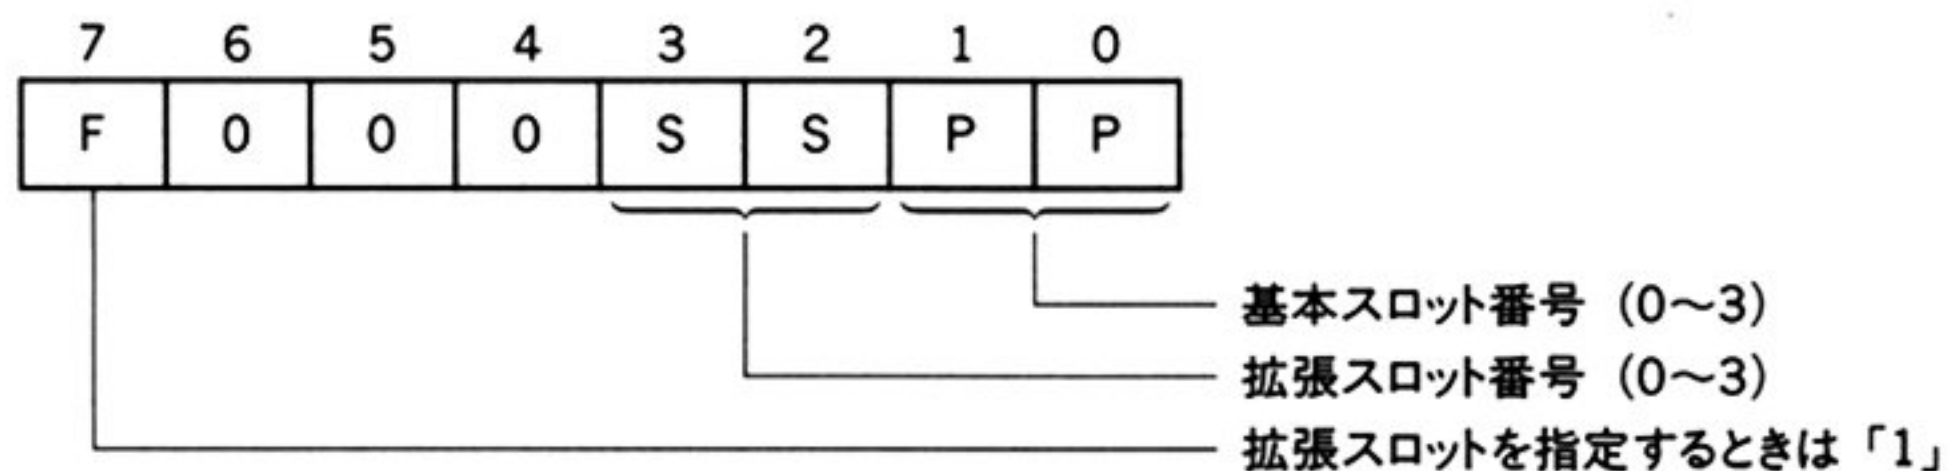 7 6 5 4 3 2 1 0
F 0 0 0 S S P P
基本スロット番号 (0〜3)
拡張スロット番号 (0〜3)
拡張スロットを指定するときは「1」